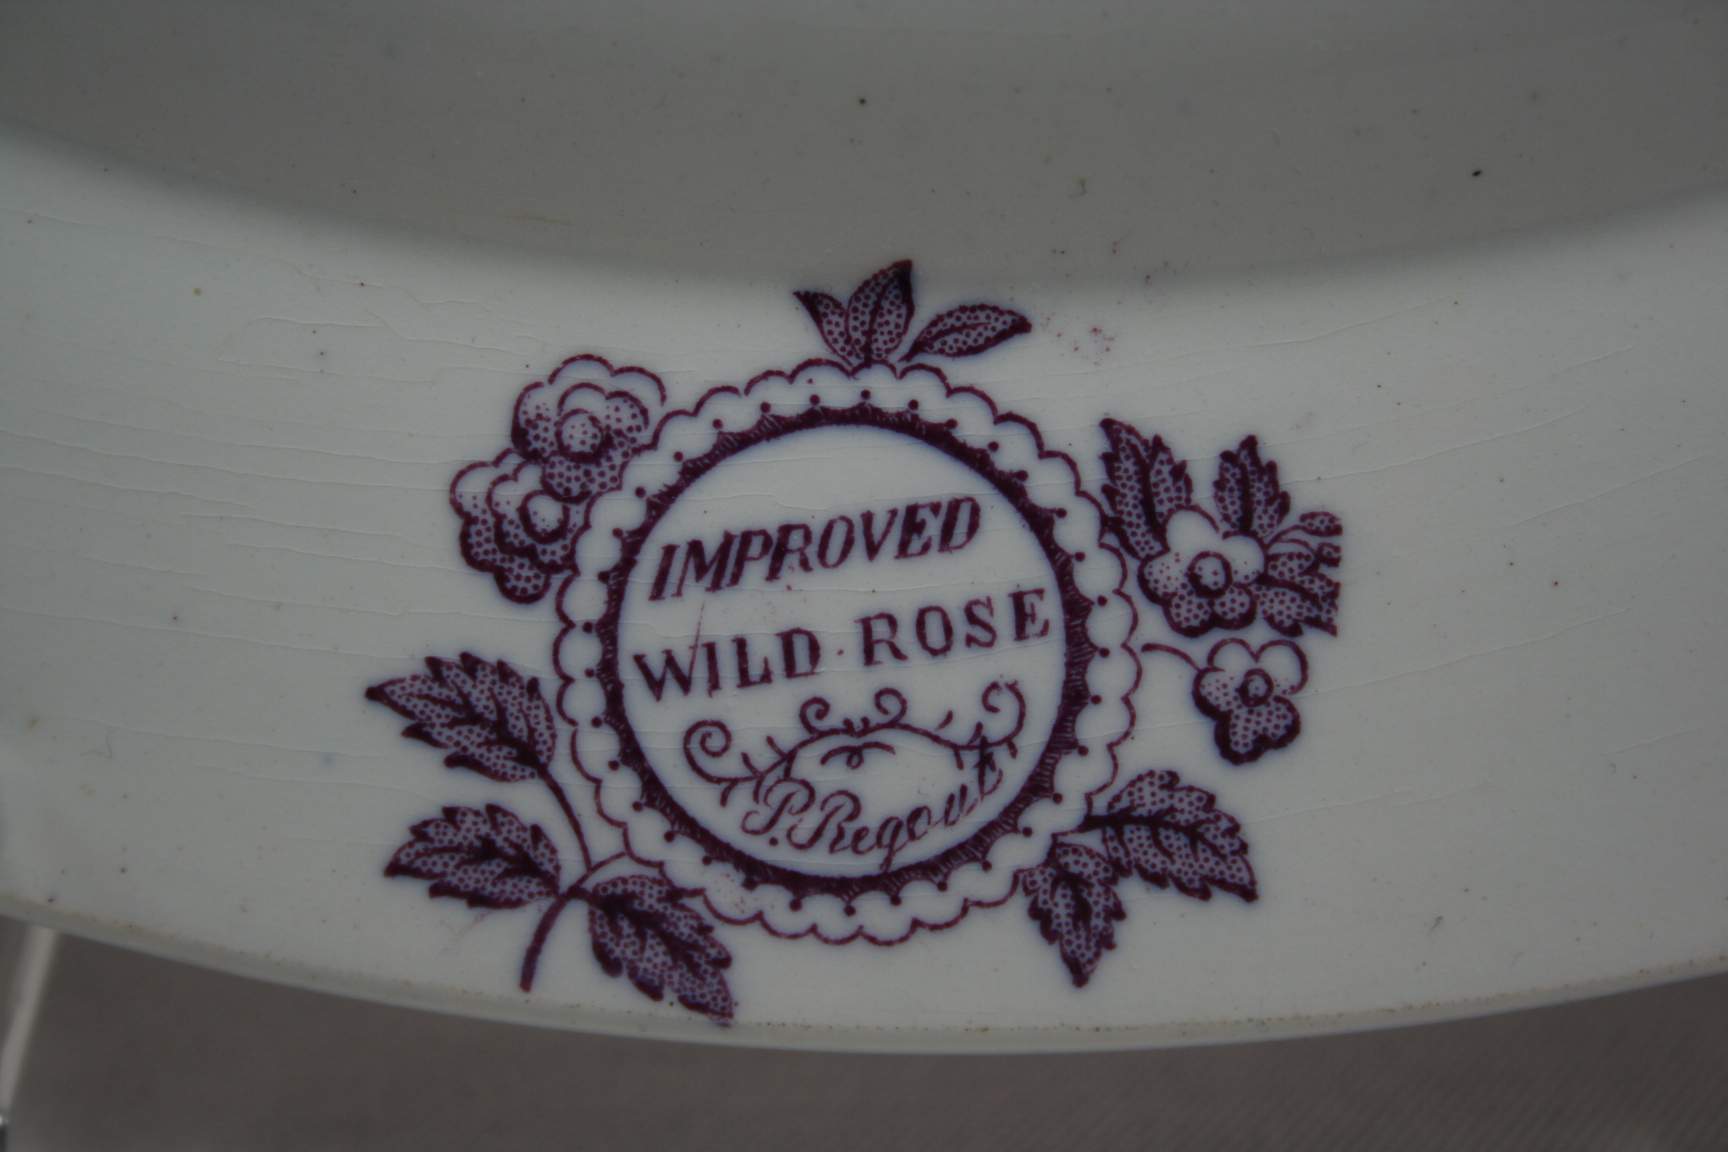 IMPROVED
WILD ROSE
P. Regout